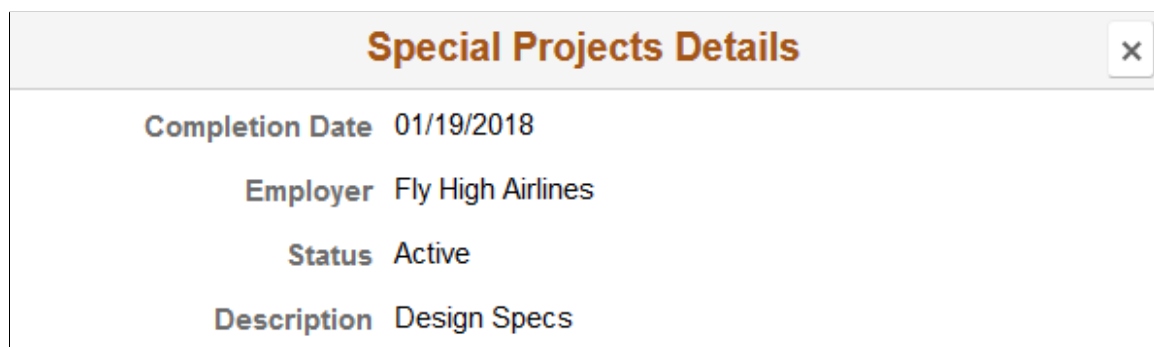 Special Projects Details
Completion Date 01/19/2018
Employer Fly High Airlines
Status Active
Description Design Specs